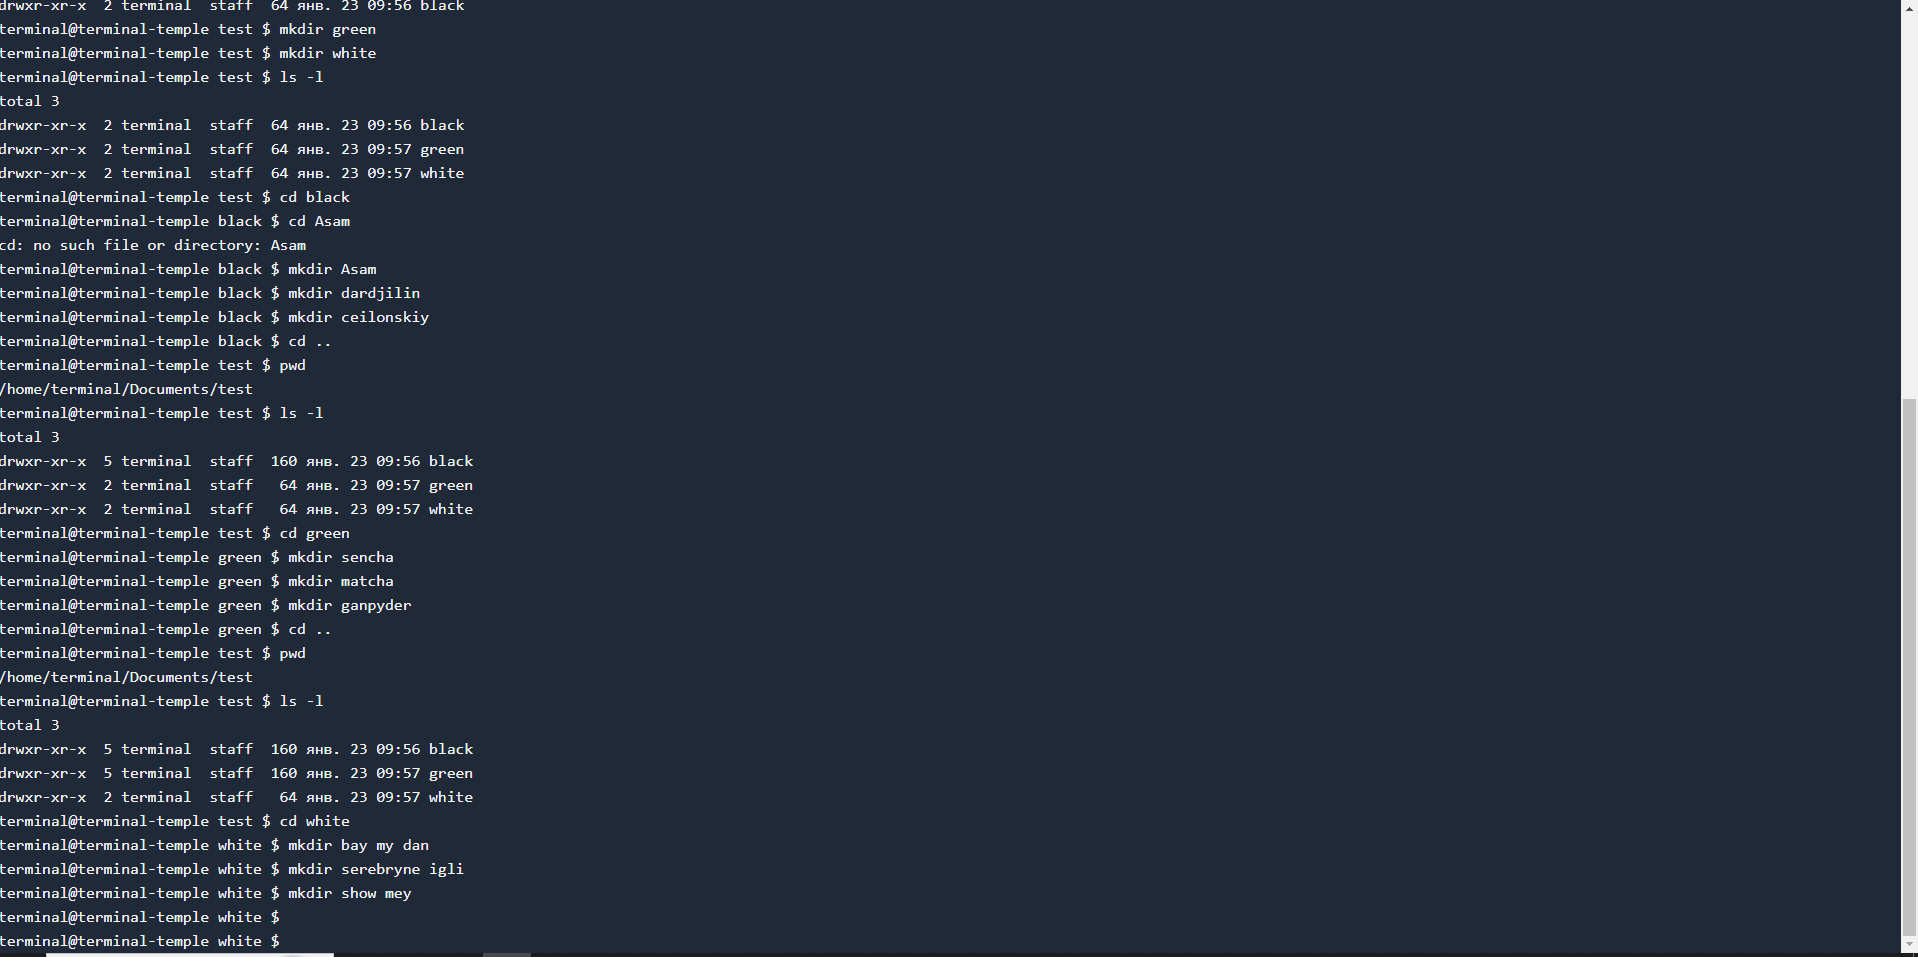 drwxr-xr-x  2 terminal  staff  64 янв. 23 09:56 black
terminal@terminal-temple test $ mkdir green
terminal@terminal-temple test $ mkdir white
terminal@terminal-temple test $ ls -l
total 3
drwxr-xr-x  2 terminal  staff  64 янв. 23 09:56 black
drwxr-xr-x  2 terminal  staff  64 янв. 23 09:57 green
drwxr-xr-x  2 terminal  staff  64 янв. 23 09:57 white
terminal@terminal-temple test $ cd black
terminal@terminal-temple black $ cd Asam
cd: no such file or directory: Asam
terminal@terminal-temple black $ mkdir Asam
terminal@terminal-temple black $ mkdir dardjilin
terminal@terminal-temple black $ mkdir ceilonskiy
terminal@terminal-temple black $ cd ..
terminal@terminal-temple test $ pwd
/home/terminal/Documents/test
terminal@terminal-temple test $ ls -l
total 3
drwxr-xr-x  5 terminal  staff  160 янв. 23 09:56 black
drwxr-xr-x  2 terminal  staff   64 янв. 23 09:57 green
drwxr-xr-x  2 terminal  staff   64 янв. 23 09:57 white
terminal@terminal-temple test $ cd green
terminal@terminal-temple green $ mkdir sencha
terminal@terminal-temple green $ mkdir matcha
terminal@terminal-temple green $ mkdir ganpyder
terminal@terminal-temple green $ cd ..
terminal@terminal-temple test $ pwd
/home/terminal/Documents/test
terminal@terminal-temple test $ ls -l
total 3
drwxr-xr-x  5 terminal  staff  160 янв. 23 09:56 black
drwxr-xr-x  5 terminal  staff  160 янв. 23 09:57 green
drwxr-xr-x  2 terminal  staff   64 янв. 23 09:57 white
terminal@terminal-temple test $ cd white
terminal@terminal-temple white $ mkdir bay my dan
terminal@terminal-temple white $ mkdir serebryne igli
terminal@terminal-temple white $ mkdir show mey
terminal@terminal-temple white $
terminal@terminal-temple white $